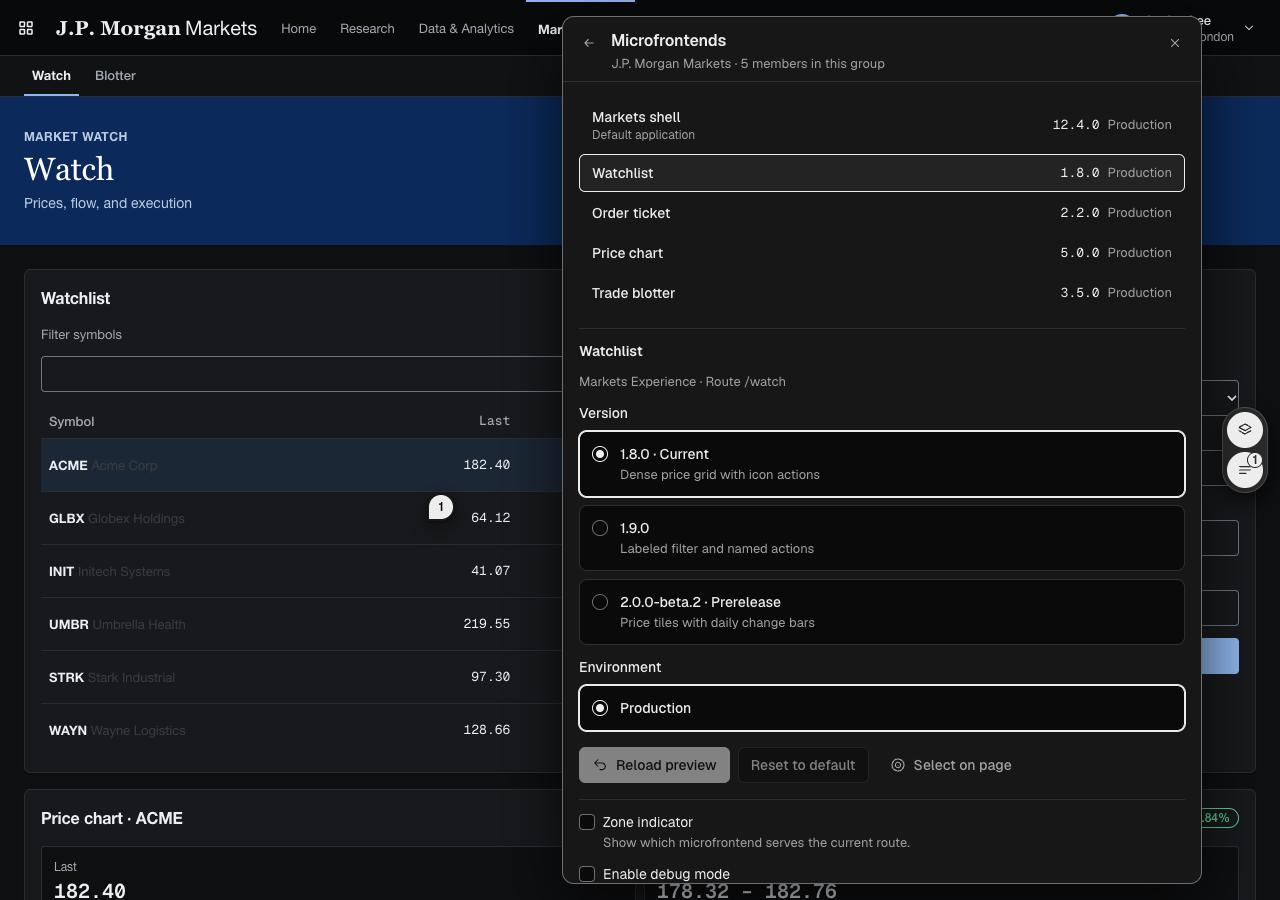 J.P. Morgan Markets
Home
Research
Data & Analytics
Mar
Watch
Blotter
MARKET WATCH
Watch
Prices, flow, and execution
Watchlist
Filter symbols
Symbol
Last
ACME Acme Corp
182.40
GLBX Globex Holdings
1
64.12
INIT Initech Systems
41.07
UMBR Umbrella Health
219.55
STRK Stark Industrial
97.30
WAYN Wayne Logistics
128.66
Price chart · ACME
Last
182.40
Microfrontends
J.P. Morgan Markets · 5 members in this group
Markets shell
Default application
12.4.0 Production
Watchlist
1.8.0 Production
Order ticket
2.2.0 Production
Price chart
5.0.0 Production
Trade blotter
3.5.0 Production
Watchlist
Markets Experience · Route /watch
Version
1.8.0 · Current
Dense price grid with icon actions
1.9.0
Labeled filter and named actions
2.0.0-beta.2 · Prerelease
Price tiles with daily change bars
Environment
Production
Reload preview
Reset to default
Select on page
Zone indicator
Show which microfrontend serves the current route.
Enable debug mode
178.32 – 182.76
1
.84%